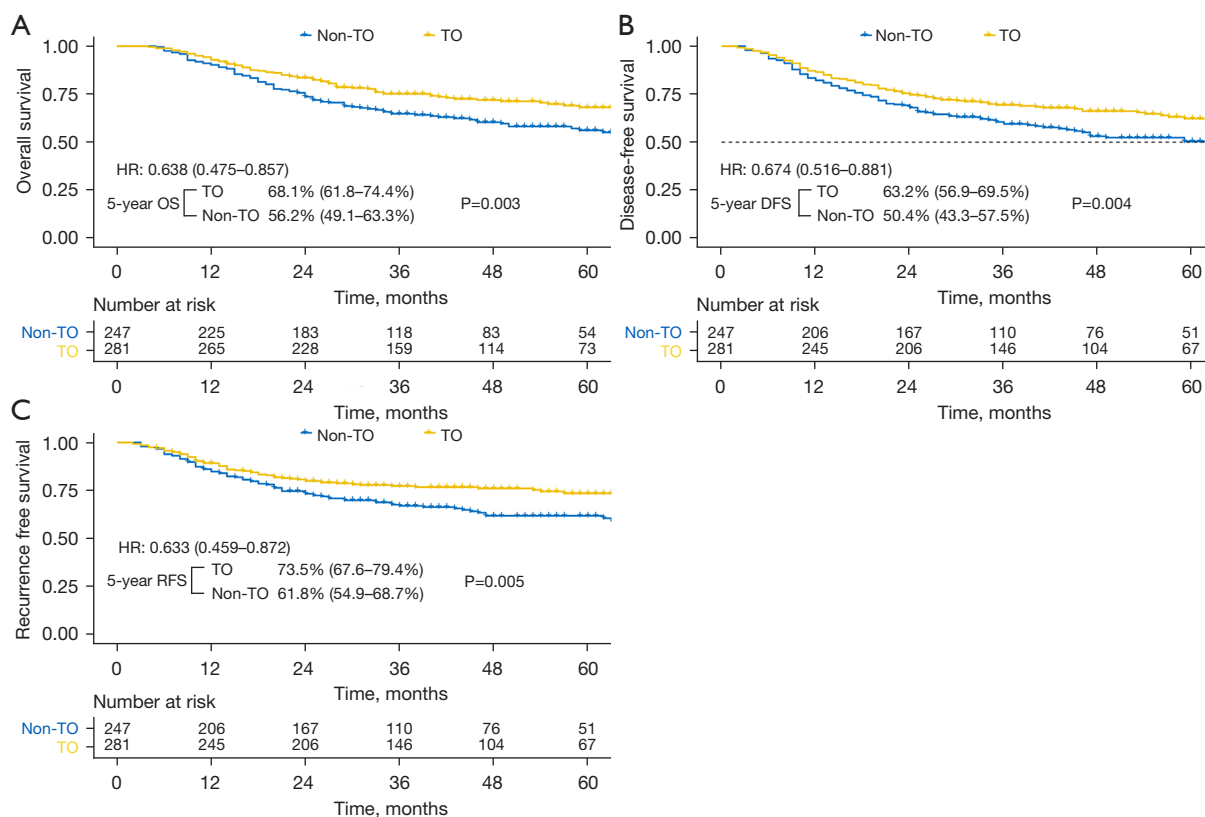 A
Non-TO TO
1.00
0.75
0.50
0.25
0.00
Overall survival
HR: 0.638 (0.475–0.857)
5-year OS
TO 68.1% (61.8–74.4%)
Non-TO 56.2% (49.1–63.3%)
P=0.003
0 12 24 36 48 60
Time, months
Number at risk
Non-TO 247 225 183 118 83 54
TO 281 265 228 159 114 73
0 12 24 36 48 60
Time, months
B
Non-TO TO
1.00
0.75
0.50
0.25
0.00
Disease-free survival
HR: 0.674 (0.516–0.881)
5-year DFS
TO 63.2% (56.9–69.5%)
Non-TO 50.4% (43.3–57.5%)
P=0.004
0 12 24 36 48 60
Time, months
Number at risk
Non-TO 247 206 167 110 76 51
TO 281 245 206 146 104 67
0 12 24 36 48 60
Time, months
C
Non-TO TO
1.00
0.75
0.50
0.25
0.00
Recurrence free survival
HR: 0.633 (0.459–0.872)
5-year RFS
TO 73.5% (67.6–79.4%)
Non-TO 61.8% (54.9–68.7%)
P=0.005
0 12 24 36 48 60
Time, months
Number at risk
Non-TO 247 206 167 110 76 51
TO 281 245 206 146 104 67
0 12 24 36 48 60
Time, months